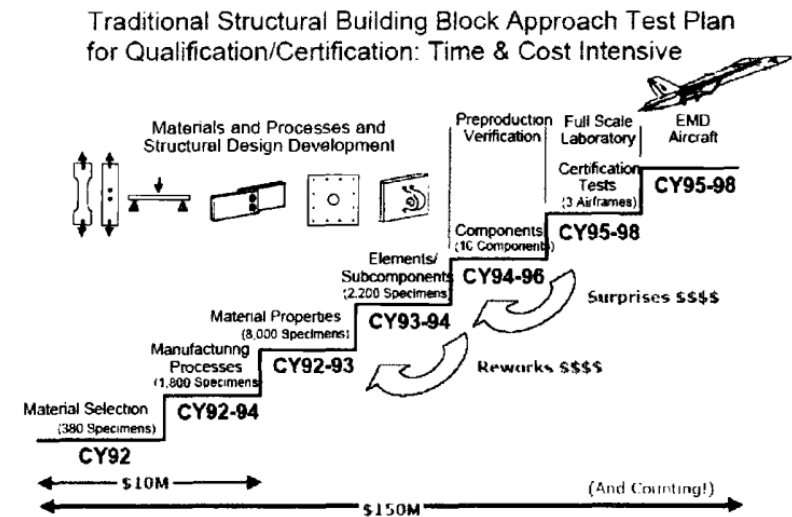 Traditional Structural Building Block Approach Test Plan
for Qualification/Certification: Time & Cost Intensive
Materials and Processes and
Structural Design Development
Preproduction
Verification
Full Scale
Laboratory
EMD
Aircraft
Certification
Tests
(3 Airframes)
CY95-98
Components
(10 Components)
CY95-98
Elements/
Subcomponents
(2,200 Specimens)
CY94-96
Surprises $$$$
Material Properties
(8,000 Specimens)
CY93-94
Manufacturing
Processes
(1,800 Specimens)
CY92-93
Reworks $$$$
Material Selection
(380 Specimens)
CY92-94
CY92
$10M
(And Counting!)
$150M